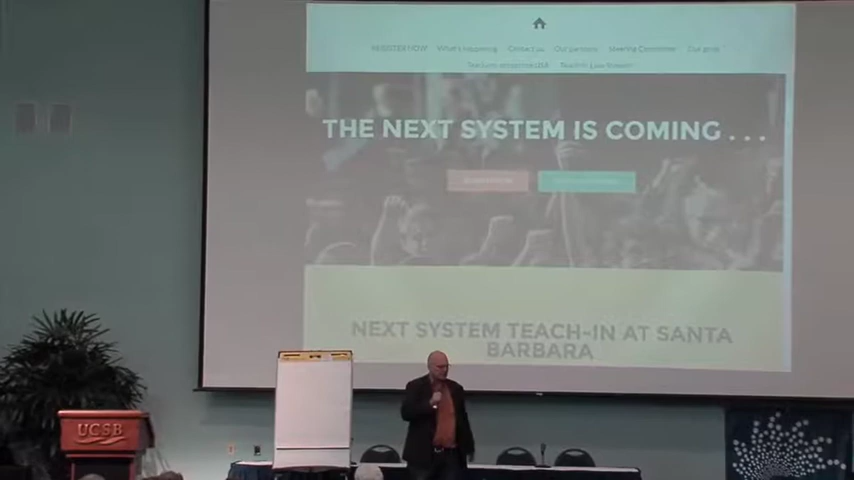 REGISTER NOW What's happening Contact Us Our partners Steering Committee Our goals
THE NEXT SYSTEM IS COMING....
NEXT SYSTEM TEACH-IN AT SANTA
BARBARA
UCSB